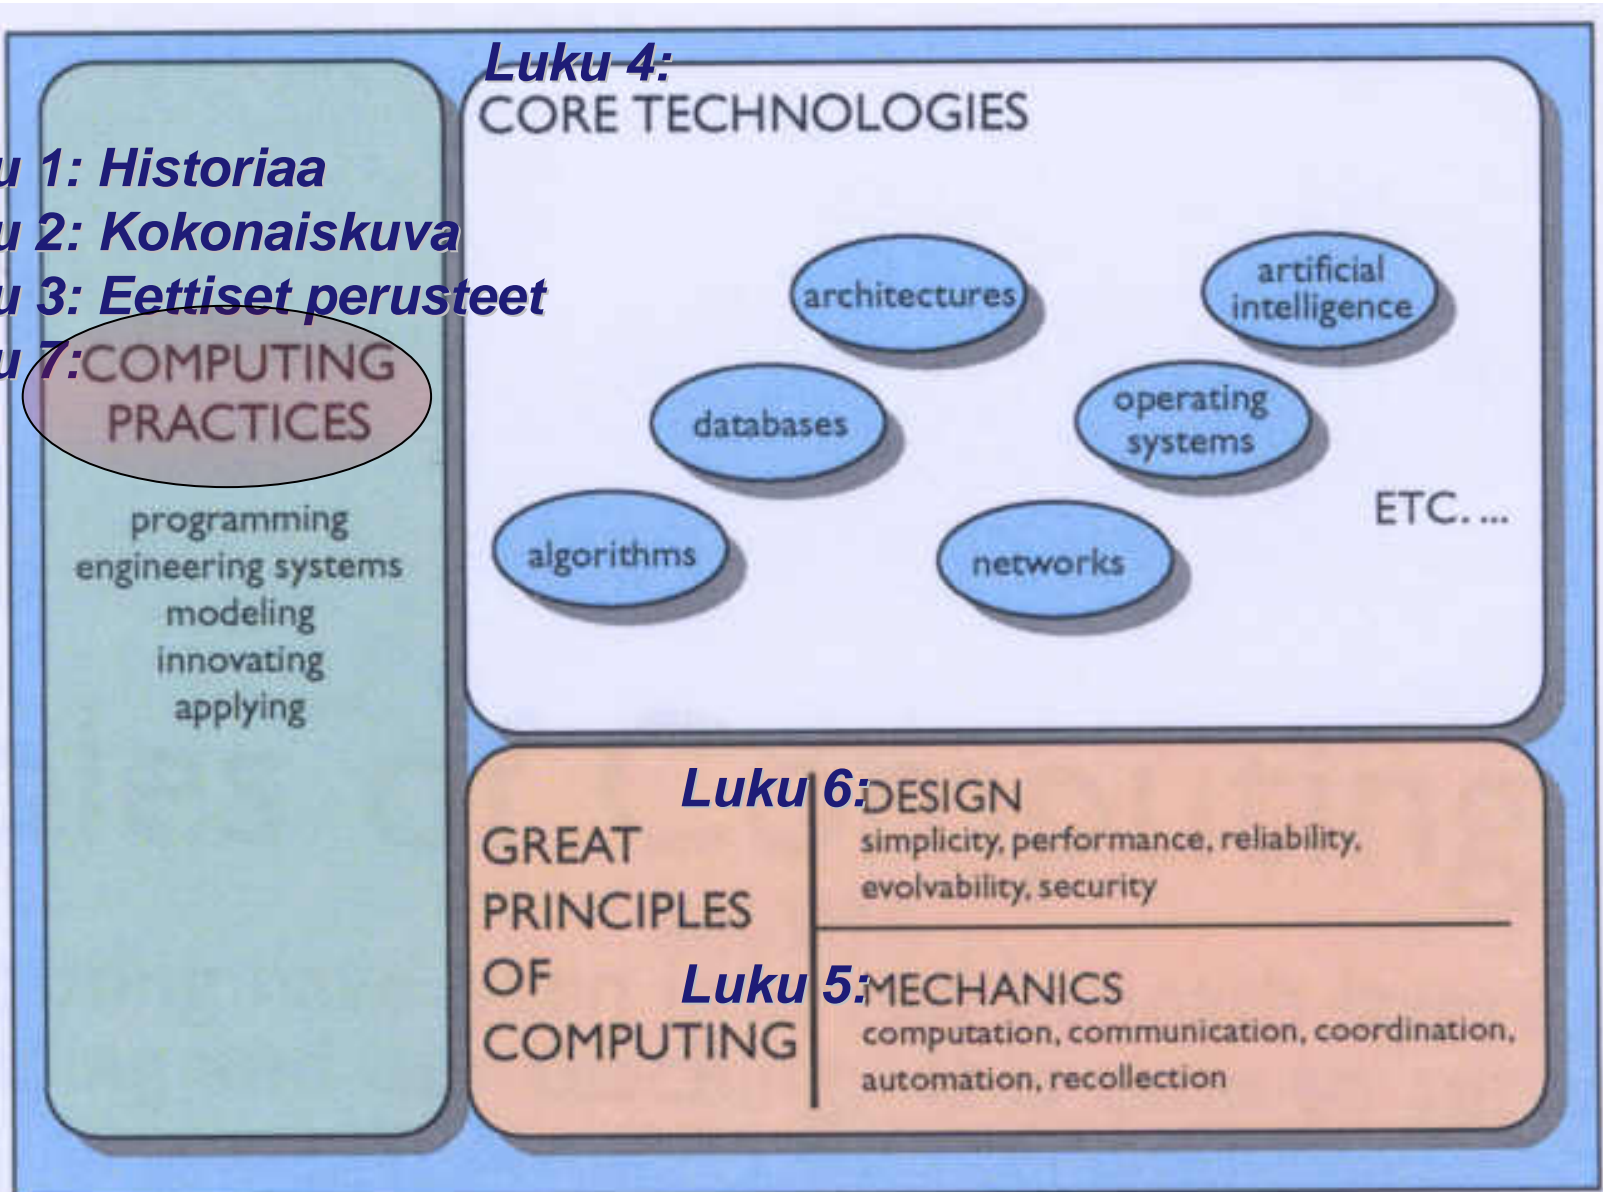 u 1: Historiaa
u 2: Kokonaiskuva
u 3: Eettiset perusteet
u 7: COMPUTING
PRACTICES
programming
engineering systems
modeling
innovating
applying
Luku 4:
CORE TECHNOLOGIES
architectures
artificial
intelligence
databases
operating
systems
algorithms
networks
ETC. ...
GREAT
PRINCIPLES
OF
COMPUTING
Luku 6: DESIGN
simplicity, performance, reliability,
evolvability, security
Luku 5: MECHANICS
computation, communication, coordination,
automation, recollection